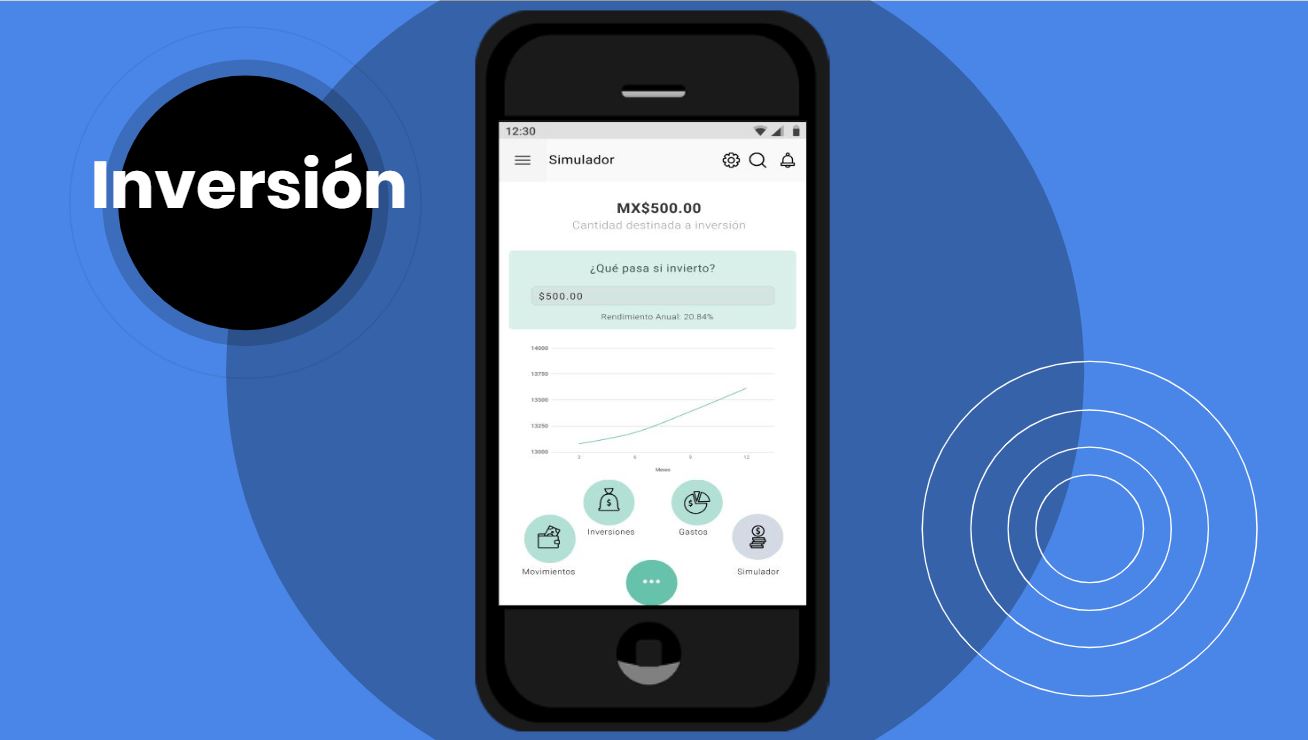 Inversión
12:30
Simulador
MX$500.00
Cantidad destinada a inversión
¿Qué pasa si invierto?
$500.00
Rendimiento Anual: 20.84%
14000
13750
13500
13250
13000
3 6 9 12
Meses
Inversiones
Gastos
Movimientos
Simulador